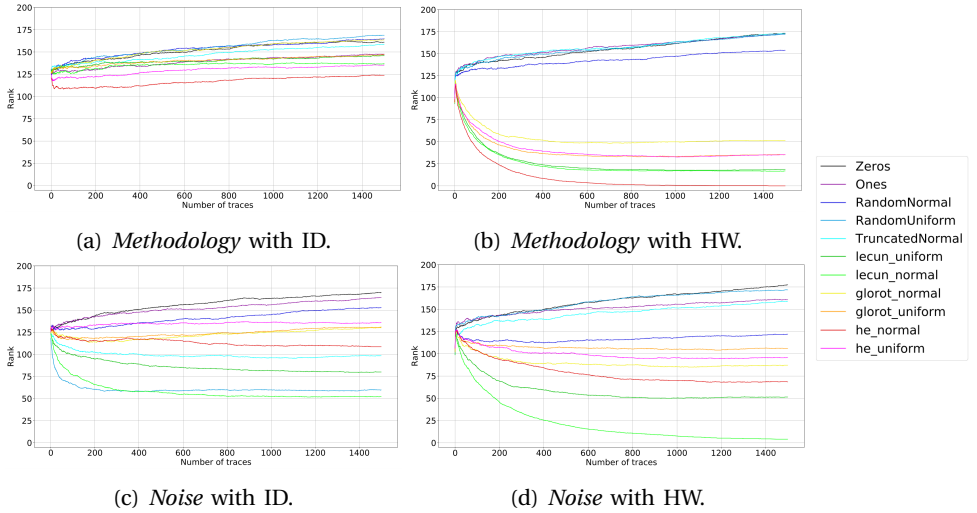 200
175
150
125
100
75
50
25
0
Rank
0 200 400 600 800 1000 1200 1400
Number of traces
(a) Methodology with ID.
200
175
150
125
100
75
50
25
0
Rank
0 200 400 600 800 1000 1200 1400
Number of traces
(b) Methodology with HW.
200
175
150
125
100
75
50
25
0
Rank
0 200 400 600 800 1000 1200 1400
Number of traces
(c) Noise with ID.
200
175
150
125
100
75
50
25
0
Rank
0 200 400 600 800 1000 1200 1400
Number of traces
(d) Noise with HW.
Zeros
Ones
RandomNormal
RandomUniform
TruncatedNormal
lecun_uniform
lecun_normal
glorot_normal
glorot_uniform
he_normal
he_uniform